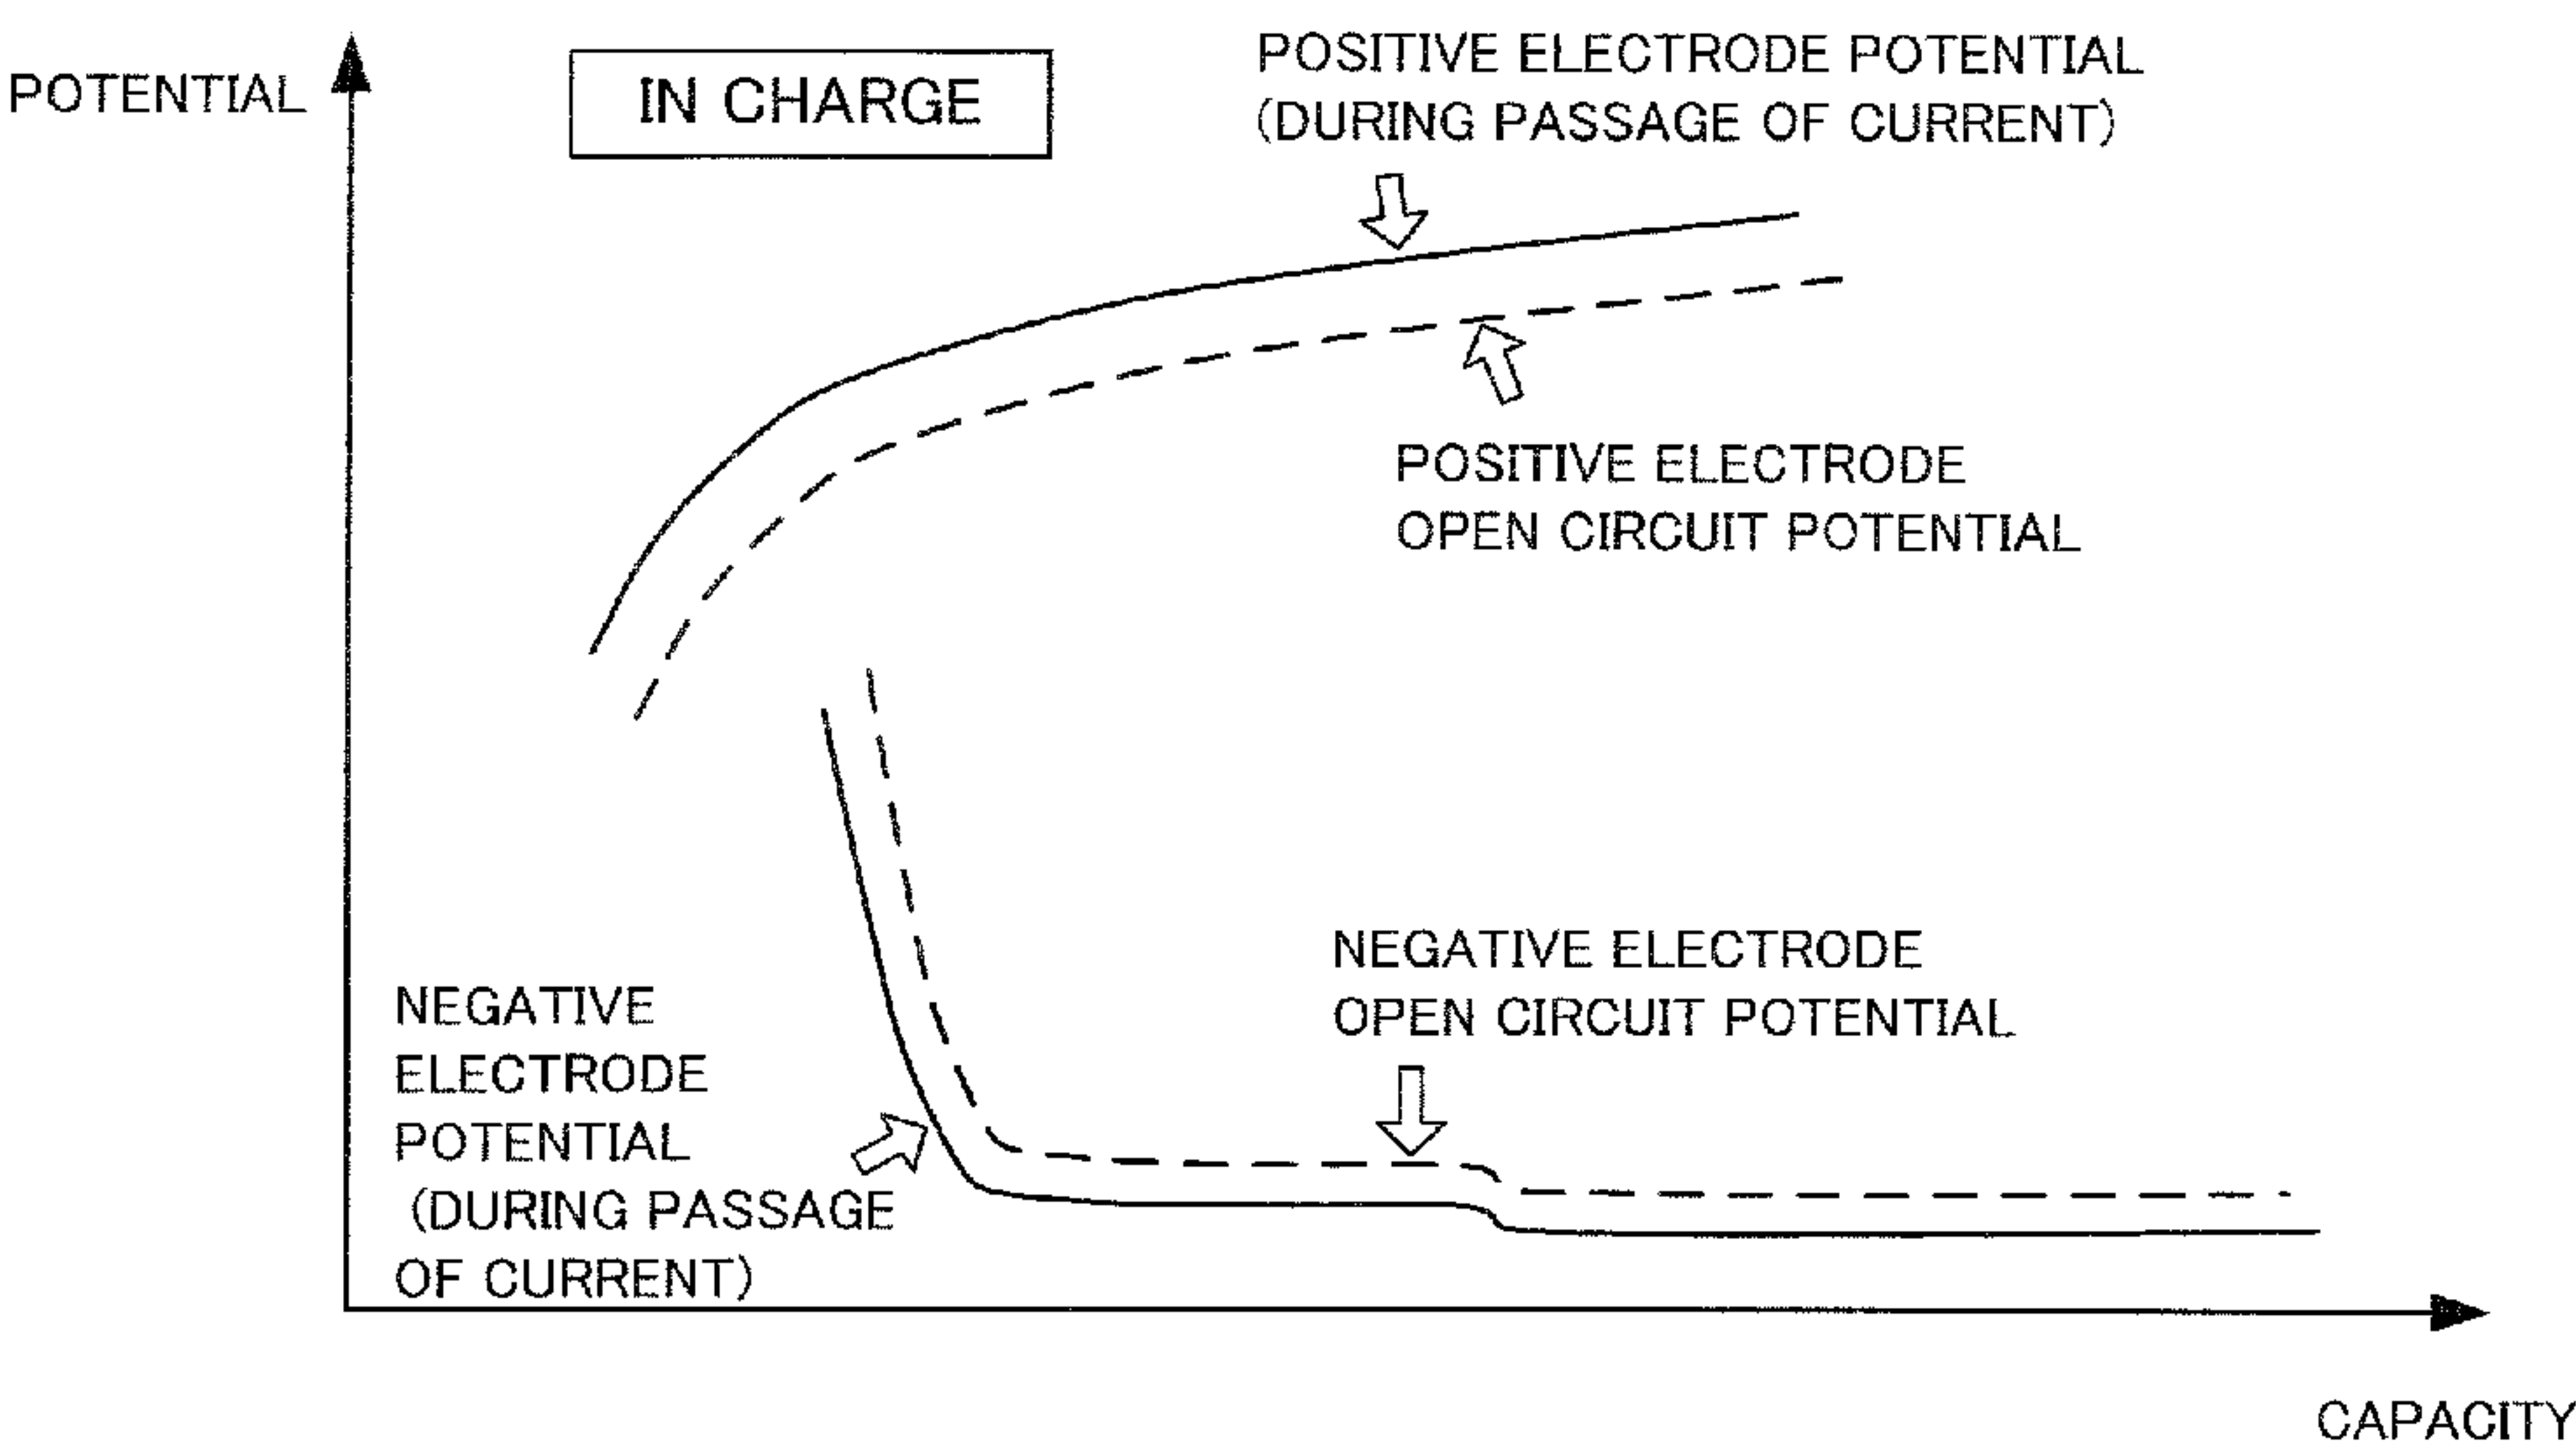 POTENTIAL
IN CHARGE
POSITIVE ELECTRODE POTENTIAL
(DURING PASSAGE OF CURRENT)
POSITIVE ELECTRODE
OPEN CIRCUIT POTENTIAL
NEGATIVE ELECTRODE
OPEN CIRCUIT POTENTIAL
NEGATIVE
ELECTRODE
POTENTIAL
(DURING PASSAGE
OF CURRENT)
CAPACITY